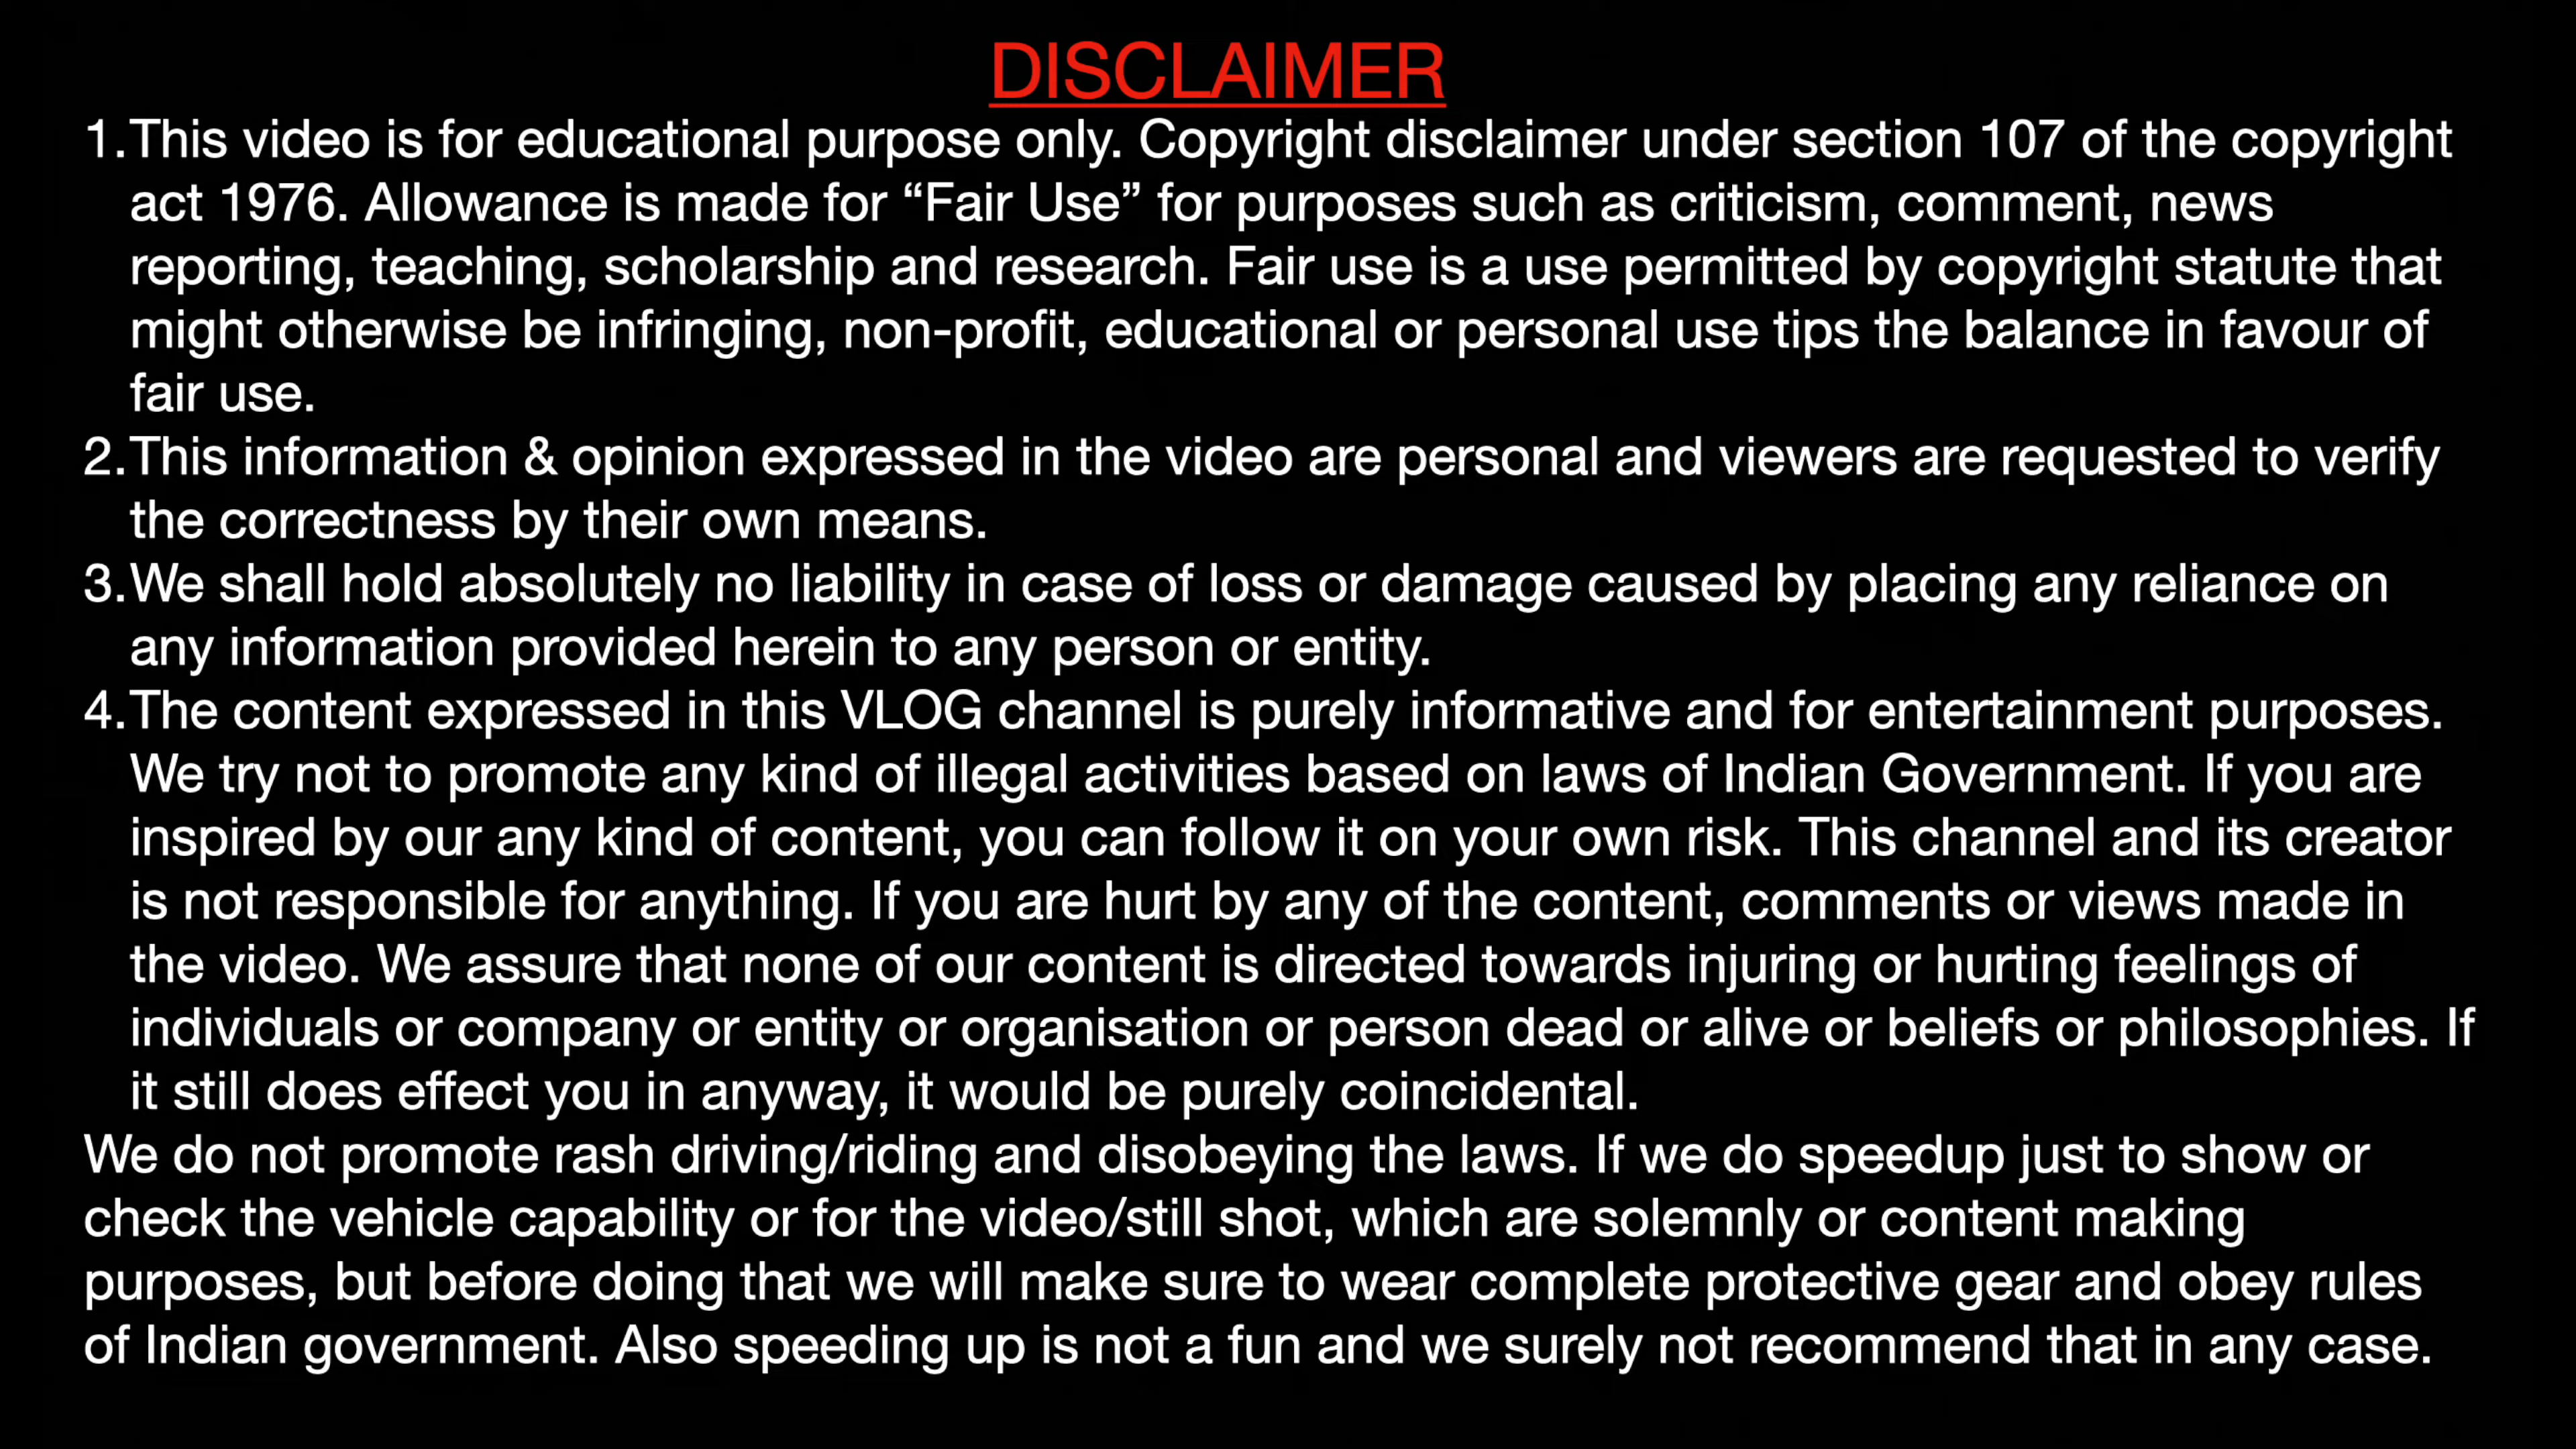 DISCLAIMER
1.This video is for educational purpose only. Copyright disclaimer under section 107 of the copyright
act 1976. Allowance is made for “Fair Use” for purposes such as criticism, comment, news
reporting, teaching, scholarship and research. Fair use is a use permitted by copyright statute that
might otherwise be infringing, non-profit, educational or personal use tips the balance in favour of
fair use.
2.This information & opinion expressed in the video are personal and viewers are requested to verify
the correctness by their own means.
3.We shall hold absolutely no liability in case of loss or damage caused by placing any reliance on
any information provided herein to any person or entity.
4.The content expressed in this VLOG channel is purely informative and for entertainment purposes.
We try not to promote any kind of illegal activities based on laws of Indian Government. If you are
inspired by our any kind of content, you can follow it on your own risk. This channel and its creator
is not responsible for anything. If you are hurt by any of the content, comments or views made in
the video. We assure that none of our content is directed towards injuring or hurting feelings of
individuals or company or entity or organisation or person dead or alive or beliefs or philosophies. If
it still does effect you in anyway, it would be purely coincidental.
We do not promote rash driving/riding and disobeying the laws. If we do speedup just to show or
check the vehicle capability or for the video/still shot, which are solemnly or content making
purposes, but before doing that we will make sure to wear complete protective gear and obey rules
of Indian government. Also speeding up is not a fun and we surely not recommend that in any case.